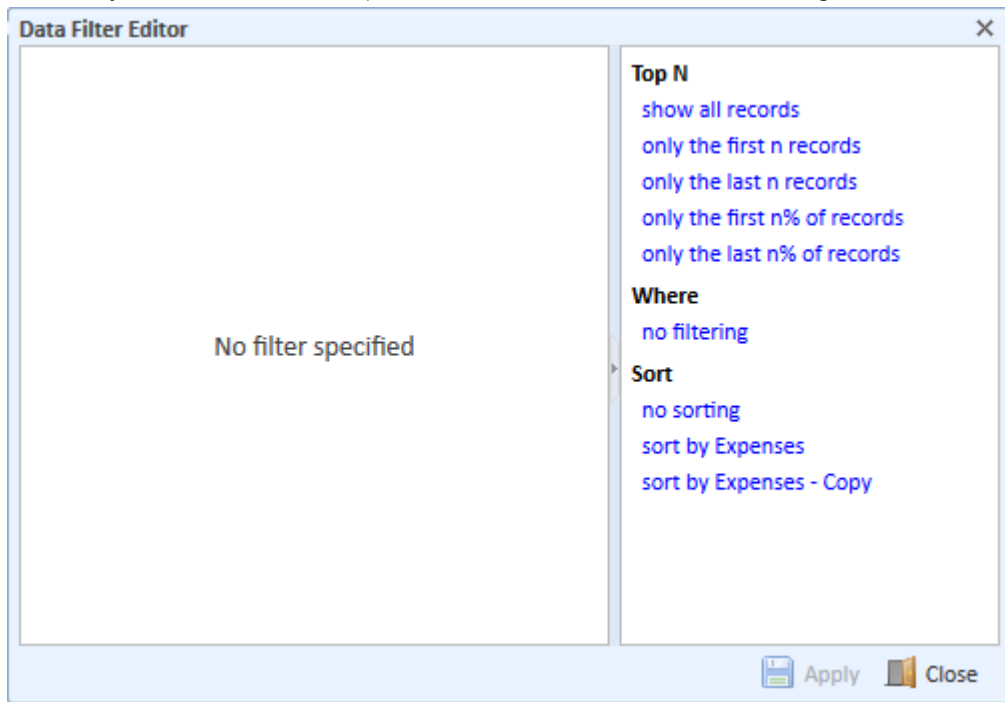 Data Filter Editor
No filter specified
Top N
show all records
only the first n records
only the last n records
only the first n% of records
only the last n% of records
Where
no filtering
Sort
no sorting
sort by Expenses
sort by Expenses - Copy
Apply
Close